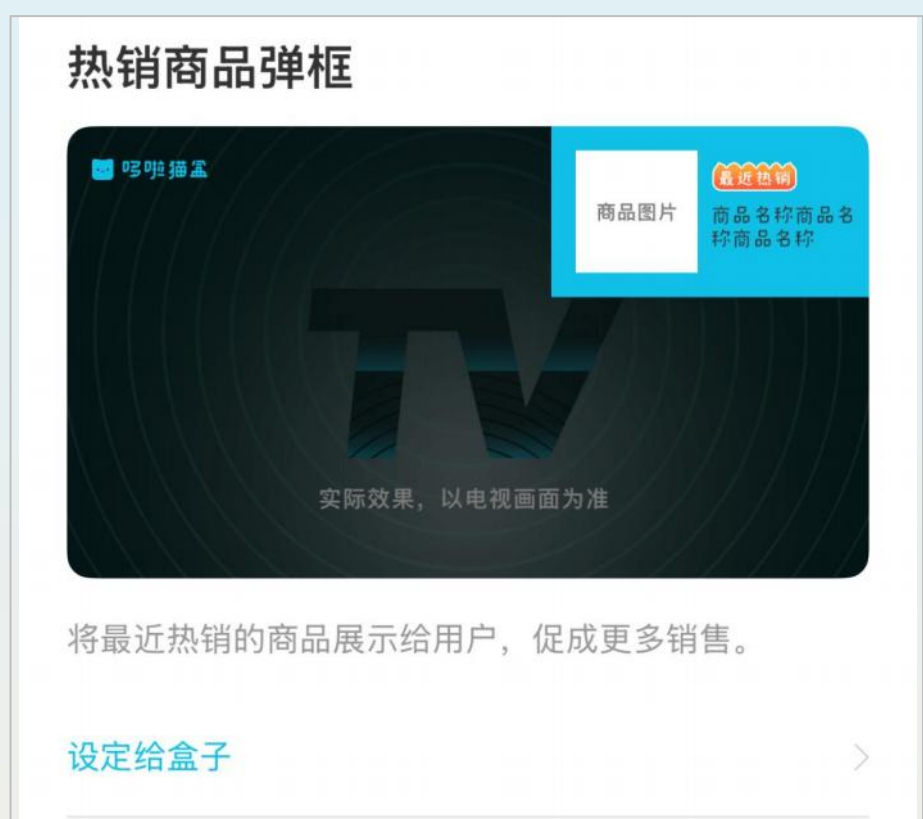 热销商品弹框
哆啦猫盒
最近热销
商品图片
商品名称商品名
称商品名称
TV
实际效果，以电视画面为准
将最近热销的商品展示给用户，促成更多销售。
设定给盒子